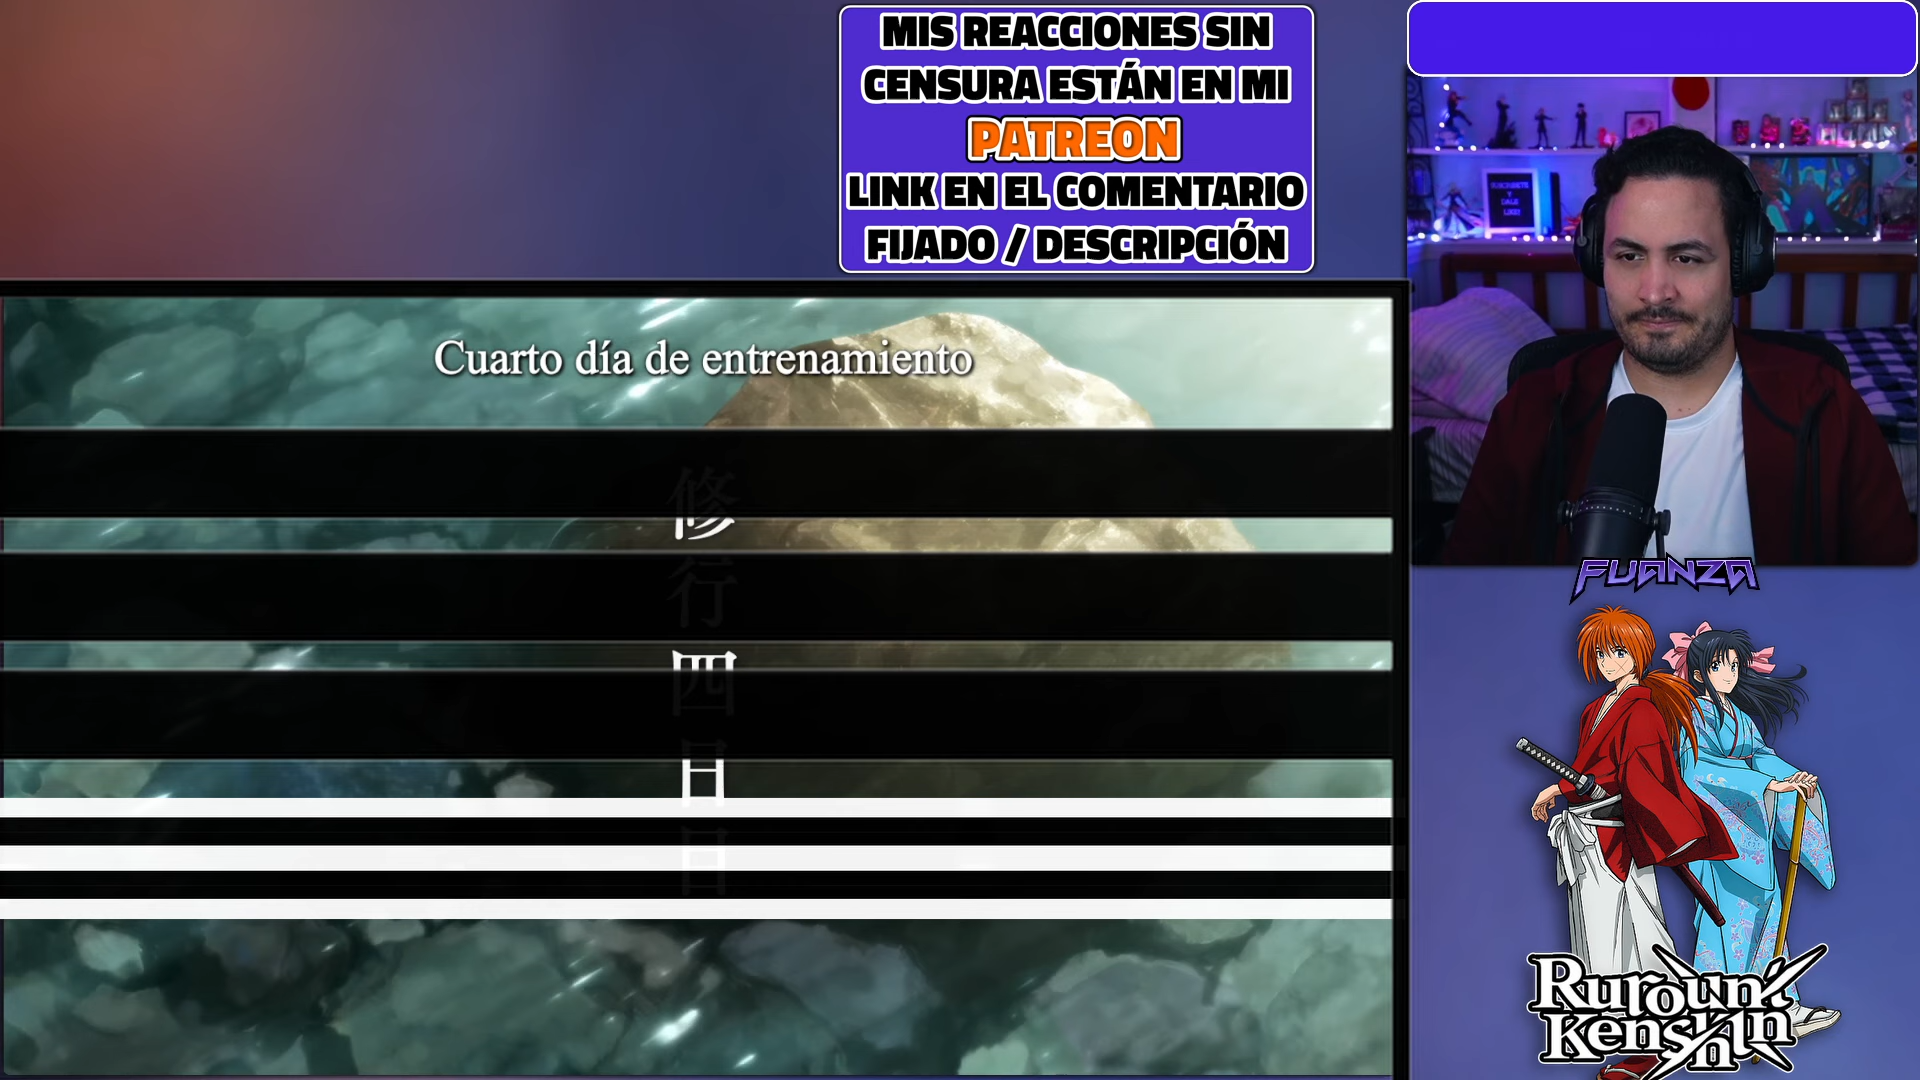 MIS REACCIONES SIN
CENSURA ESTÁN EN MI
PATREON
LINK EN EL COMENTARIO
FIJADO / DESCRIPCIÓN
Cuarto día de entrenamiento
修行四日目
FUANZA
Rurouni
Kenshin